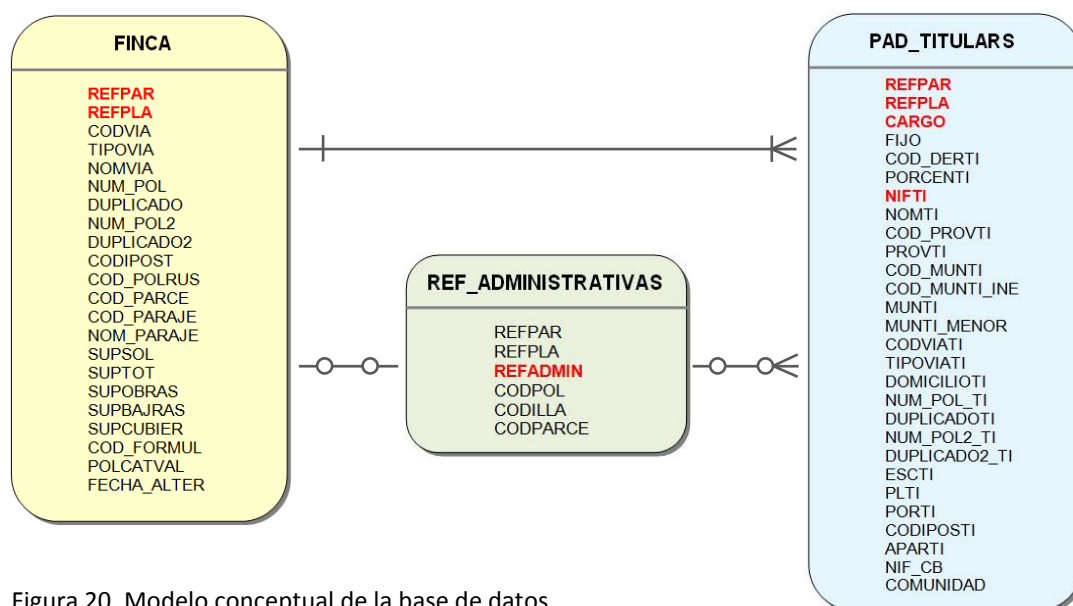 FINCA
REFPAR
REFPLA
CODVIA
TIPOVIA
NOMVIA
NUM_POL
DUPLICADO
NUM_POL2
DUPLICADO2
CODIPOST
COD_POLRUS
COD_PARCE
COD_PARAJE
NOM_PARAJE
SUPSOL
SUPTOT
SUPOBRAS
SUPBAJRAS
SUPCUBIER
COD_FORMUL
POLCATVAL
FECHA_ALTER
REF_ADMINISTRATIVAS
REFPAR
REFPLA
REFADMIN
CODPOL
CODILLA
CODPARCE
PAD_TITULARS
REFPAR
REFPLA
CARGO
FIJO
COD_DERTI
PORCENTI
NIFTI
NOMTI
COD_PROVTI
PROVTI
COD_MUNTI
COD_MUNTI_INE
MUNTI
MUNTI_MENOR
CODVIATI
TIPOVIATI
DOMICILIOTI
NUM_POL_TI
DUPLICADOTI
NUM_POL2_TI
DUPLICADO2_TI
ESCTI
PLTI
PORTI
CODIPOSTI
APARTI
NIF_CB
COMUNIDAD
Figura 20. Modelo conceptual de la base de datos